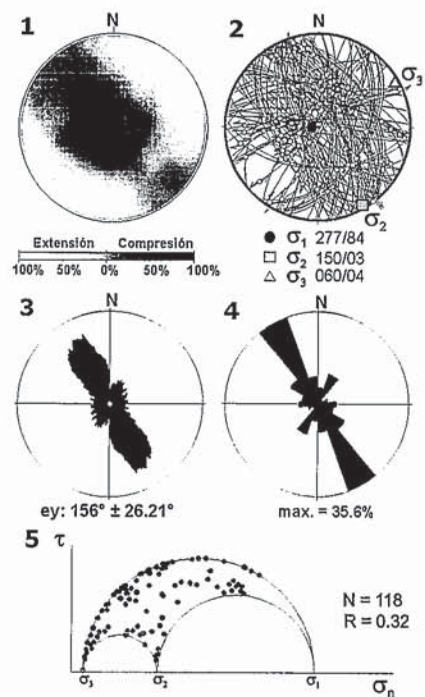 1
N
2
N
σ3
σ1
σ2
Extensión Compresión
100% 50% 0% 50% 100%
● σ1 277/84
□ σ2 150/03
△ σ3 060/04
3
N
4
N
ey: 156° ± 26.21°
max. = 35.6%
5
τ
N = 118
R = 0.32
σ3 σ2 σ1 σn